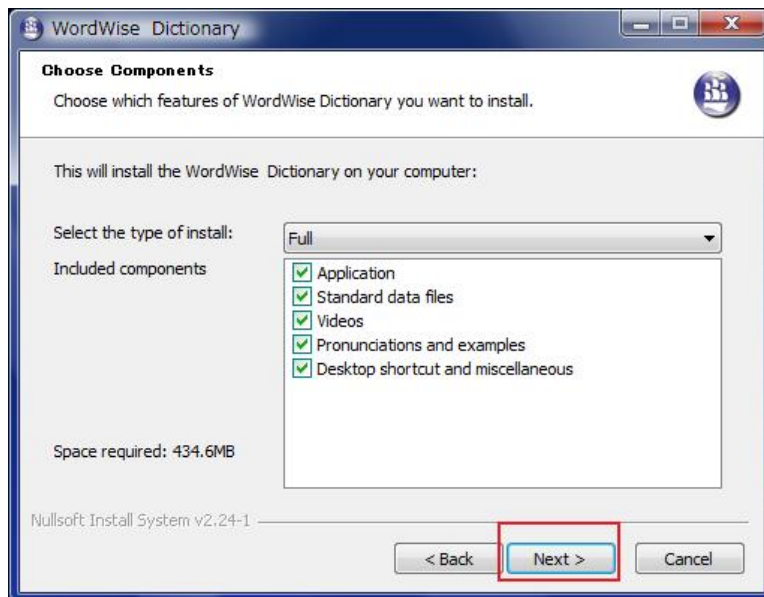 WordWise Dictionary
Choose Components
Choose which features of WordWise Dictionary you want to install.
This will install the WordWise Dictionary on your computer:
Select the type of install:
Full
Included components
Application
Standard data files
Videos
Pronunciations and examples
Desktop shortcut and miscellaneous
Space required: 434.6MB
Nullsoft Install System v2.24-1
< Back
Next >
Cancel